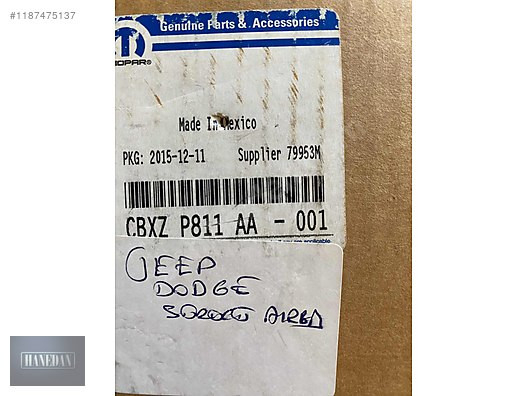 #1187475137
Genuine Parts & Accessories
MOPAR®
Made In Mexico
PKG: 2015-12-11 Supplier 79953M
CBXZ P811 AA - 001
JEEP
DODGE
HANEDAN